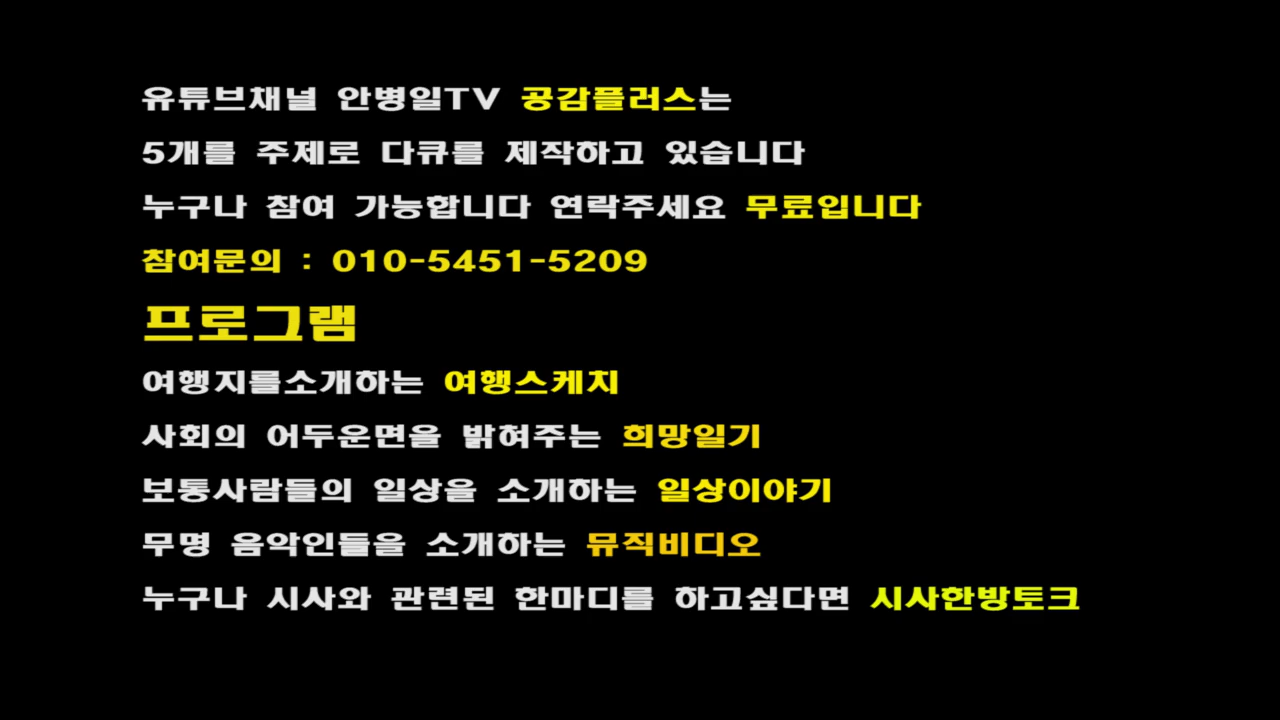 유튜브채널 안병일TV 공감플러스는
5개를 주제로 다큐를 제작하고 있습니다
누구나 참여 가능합니다 연락주세요 무료입니다
참여문의 : 010-5451-5209
프로그램
여행지를소개하는 여행스케치
사회의 어두운면을 밝혀주는 희망일기
보통사람들의 일상을 소개하는 일상이야기
무명 음악인들을 소개하는 뮤직비디오
누구나 시사와 관련된 한마디를 하고싶다면 시사한방토크